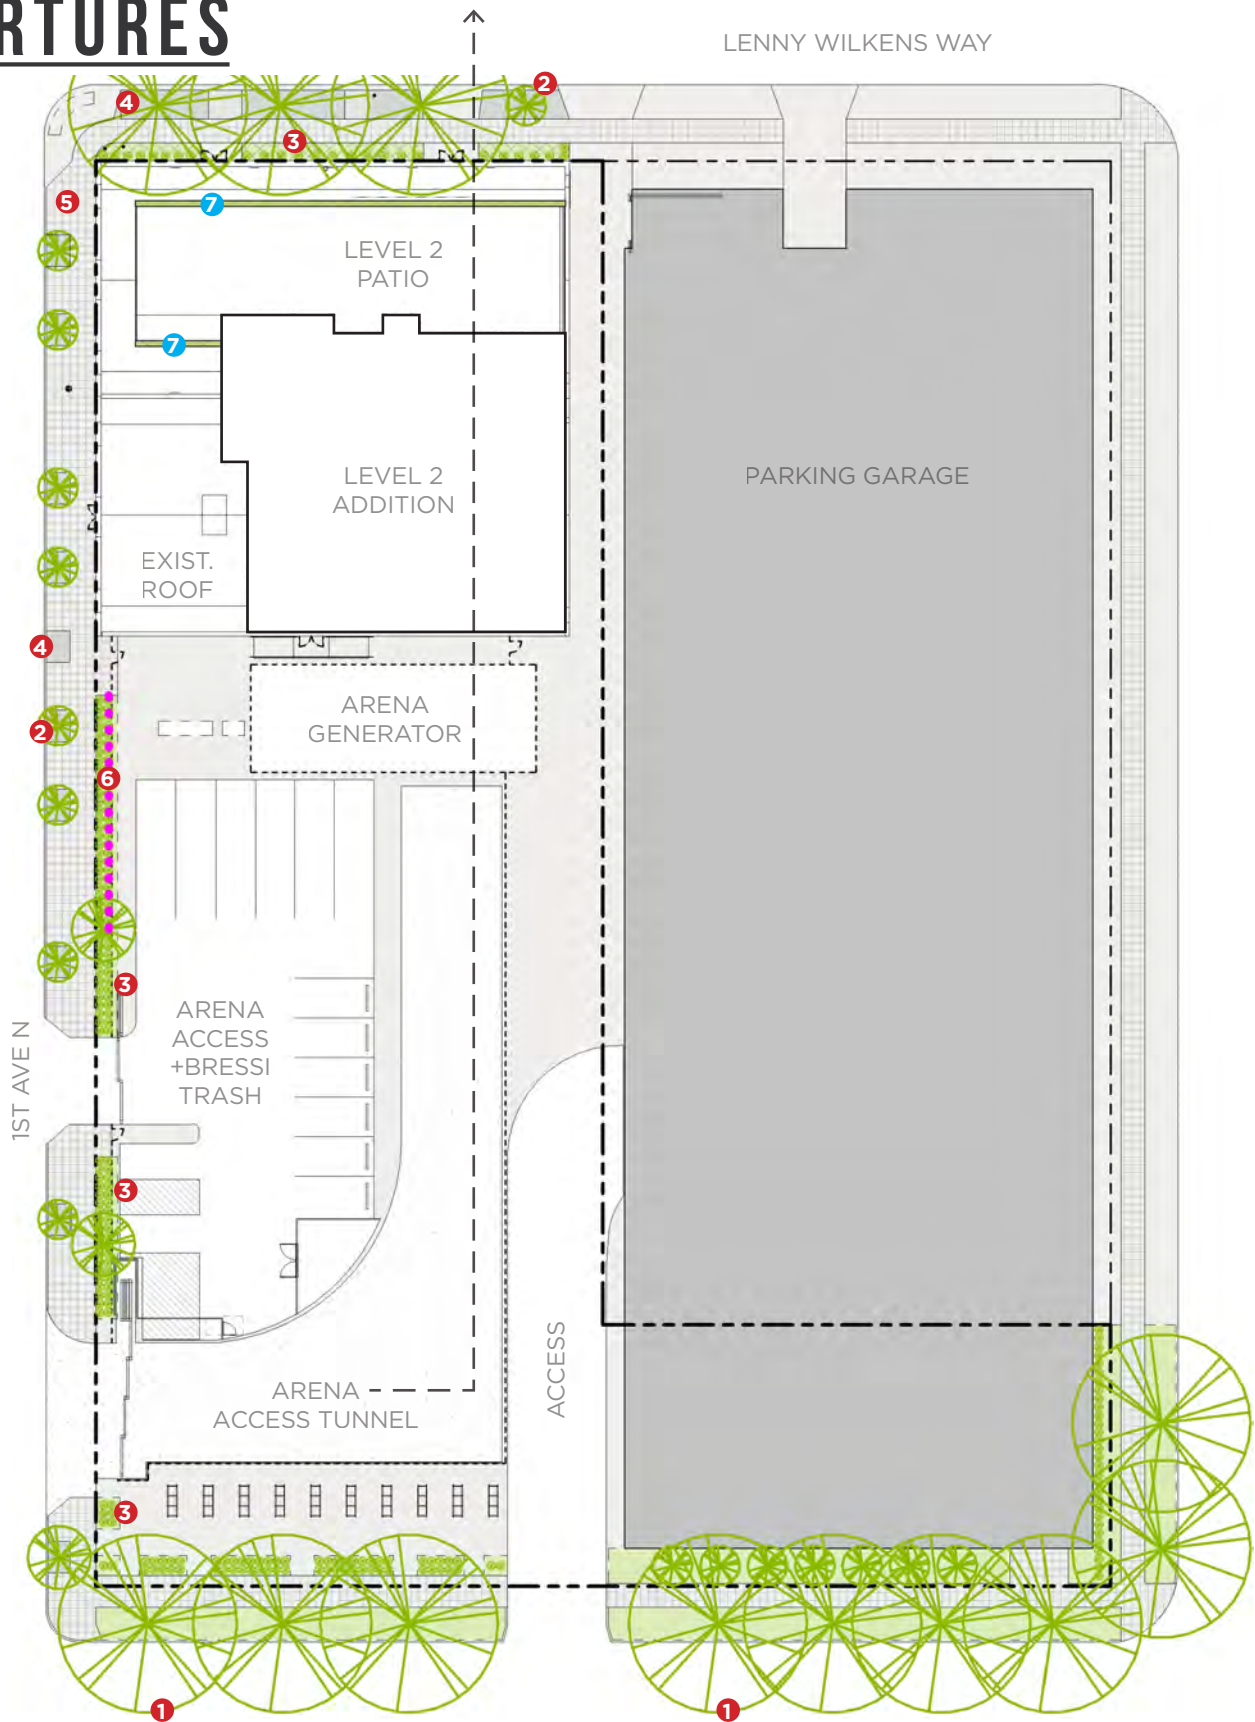 RTURES
LENNY WILKENS WAY
2
4
3
5
7
LEVEL 2
PATIO
7
LEVEL 2
ADDITION
PARKING GARAGE
EXIST.
ROOF
4
ARENA
GENERATOR
2
6
3
ARENA
ACCESS
+BRESSI
TRASH
1ST AVE N
3
ACCESS
ARENA
ACCESS TUNNEL
3
1
1